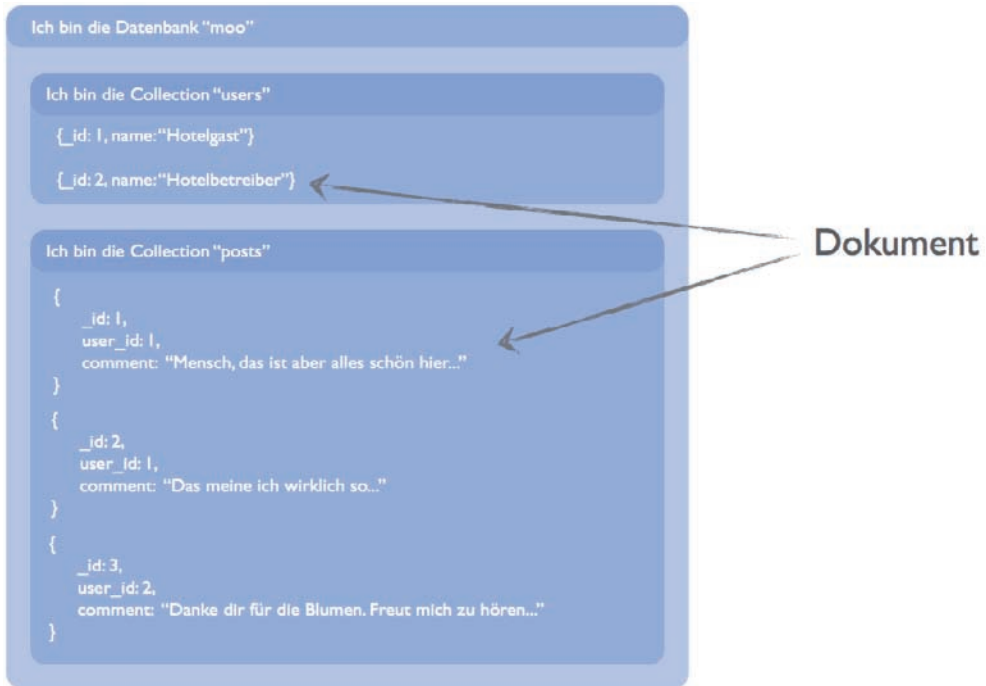 Ich bin die Datenbank “moo”
Ich bin die Collection “users”
{_id: 1, name: “Hotelgast”}
{_id: 2, name: “Hotelbetreiber”}
Dokument
Ich bin die Collection “posts”
{
_id: 1,
user_id: 1,
comment: “Mensch, das ist aber alles schön hier...”
}
{
_id: 2,
user_id: 1,
comment: “Das meine ich wirklich so...”
}
{
_id: 3,
user_id: 2,
comment: “Danke dir für die Blumen. Freut mich zu hören...”
}